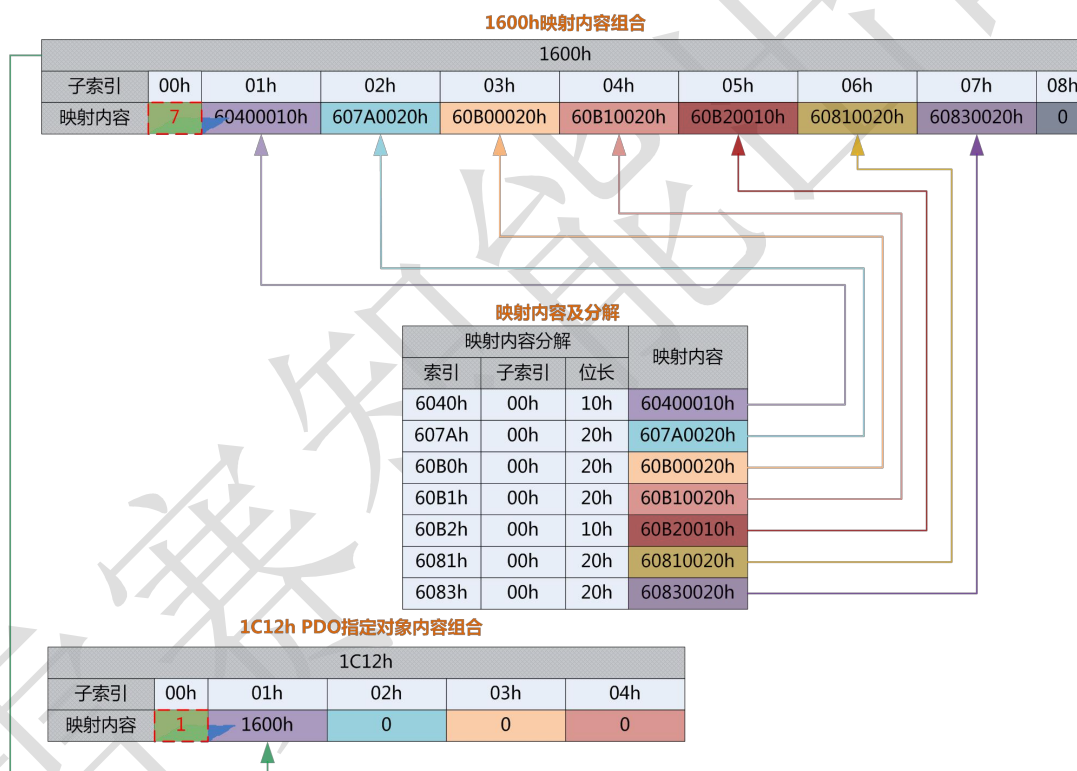 1600h映射内容组合
1600h
子索引 00h 01h 02h 03h 04h 05h 06h 07h 08h
映射内容 7 60400010h 607A0020h 60B00020h 60B10020h 60B20010h 60810020h 60830020h 0
映射内容及分解
映射内容分解 映射内容
索引 子索引 位长
6040h 00h 10h 60400010h
607Ah 00h 20h 607A0020h
60B0h 00h 20h 60B00020h
60B1h 00h 20h 60B10020h
60B2h 00h 10h 60B20010h
6081h 00h 20h 60810020h
6083h 00h 20h 60830020h
1C12h PDO指定对象内容组合
1C12h
子索引 00h 01h 02h 03h 04h
映射内容 1 1600h 0 0 0